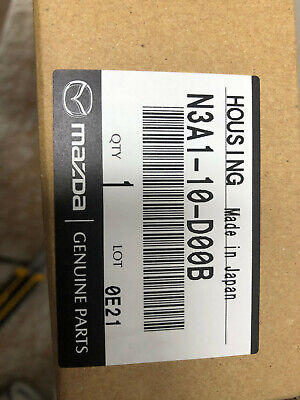 HOUSING Made in Japan
N3A1-10-D00B
QTY LOT
1 0E21
mazda GENUINE PARTS